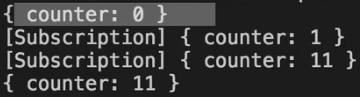 { counter: 0 }
[Subscription] { counter: 1 }
[Subscription] { counter: 11 }
{ counter: 11 }